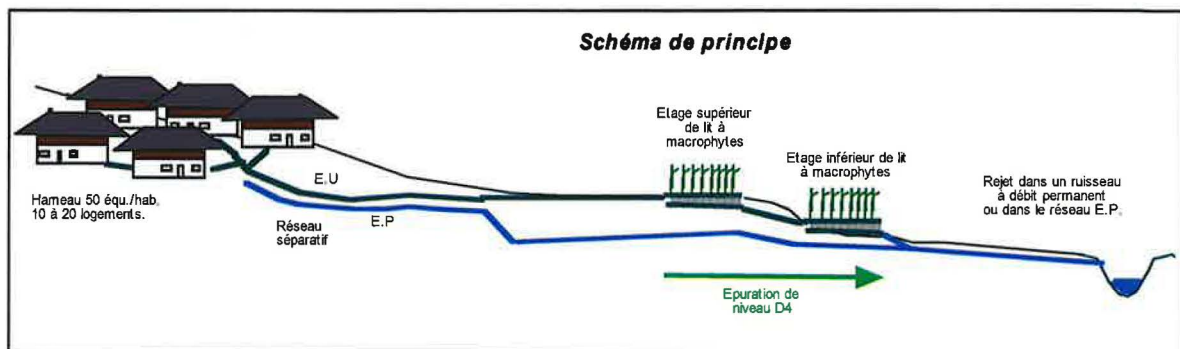 Schéma de principe
Etage supérieur
de lit à
macrophytes
Etage inférieur de lit
à macrophytes
Rejet dans un ruisseau
à débit permanent
ou dans le réseau E.P.
Hameau 50 équ./hab.
10 à 20 logements.
E.U
E.P
Réseau
séparatif
Epuration de
niveau D4